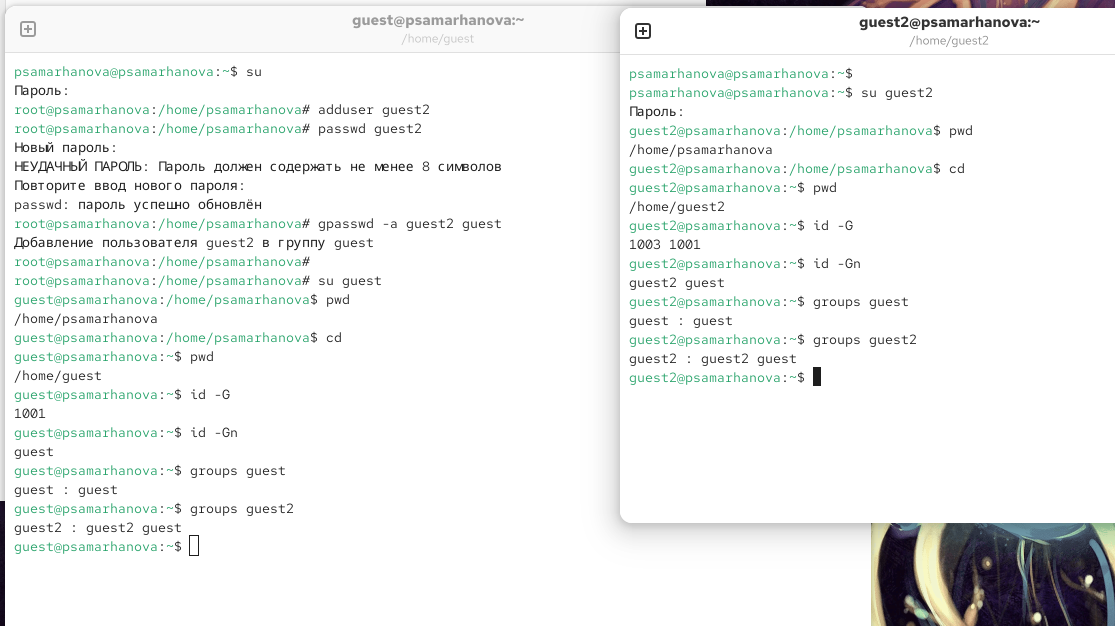 guest@psamarhanova:~
/home/guest
psamarhanova@psamarhanova:~$ su
Пароль:
root@psamarhanova:/home/psamarhanova# adduser guest2
root@psamarhanova:/home/psamarhanova# passwd guest2
Новый пароль:
НЕУДАЧНЫЙ ПАРОЛЬ: Пароль должен содержать не менее 8 символов
Повторите ввод нового пароля:
passwd: пароль успешно обновлён
root@psamarhanova:/home/psamarhanova# gpasswd -a guest2 guest
Добавление пользователя guest2 в группу guest
root@psamarhanova:/home/psamarhanova#
root@psamarhanova:/home/psamarhanova# su guest
guest@psamarhanova:/home/psamarhanova$ pwd
/home/psamarhanova
guest@psamarhanova:/home/psamarhanova$ cd
guest@psamarhanova:~$ pwd
/home/guest
guest@psamarhanova:~$ id -G
1001
guest@psamarhanova:~$ id -Gn
guest
guest@psamarhanova:~$ groups guest
guest : guest
guest@psamarhanova:~$ groups guest2
guest2 : guest2 guest
guest@psamarhanova:~$
guest2@psamarhanova:~
/home/guest2
psamarhanova@psamarhanova:~$
psamarhanova@psamarhanova:~$ su guest2
Пароль:
guest2@psamarhanova:/home/psamarhanova$ pwd
/home/psamarhanova
guest2@psamarhanova:/home/psamarhanova$ cd
guest2@psamarhanova:~$ pwd
/home/guest2
guest2@psamarhanova:~$ id -G
1003 1001
guest2@psamarhanova:~$ id -Gn
guest2 guest
guest2@psamarhanova:~$ groups guest
guest : guest
guest2@psamarhanova:~$ groups guest2
guest2 : guest2 guest
guest2@psamarhanova:~$